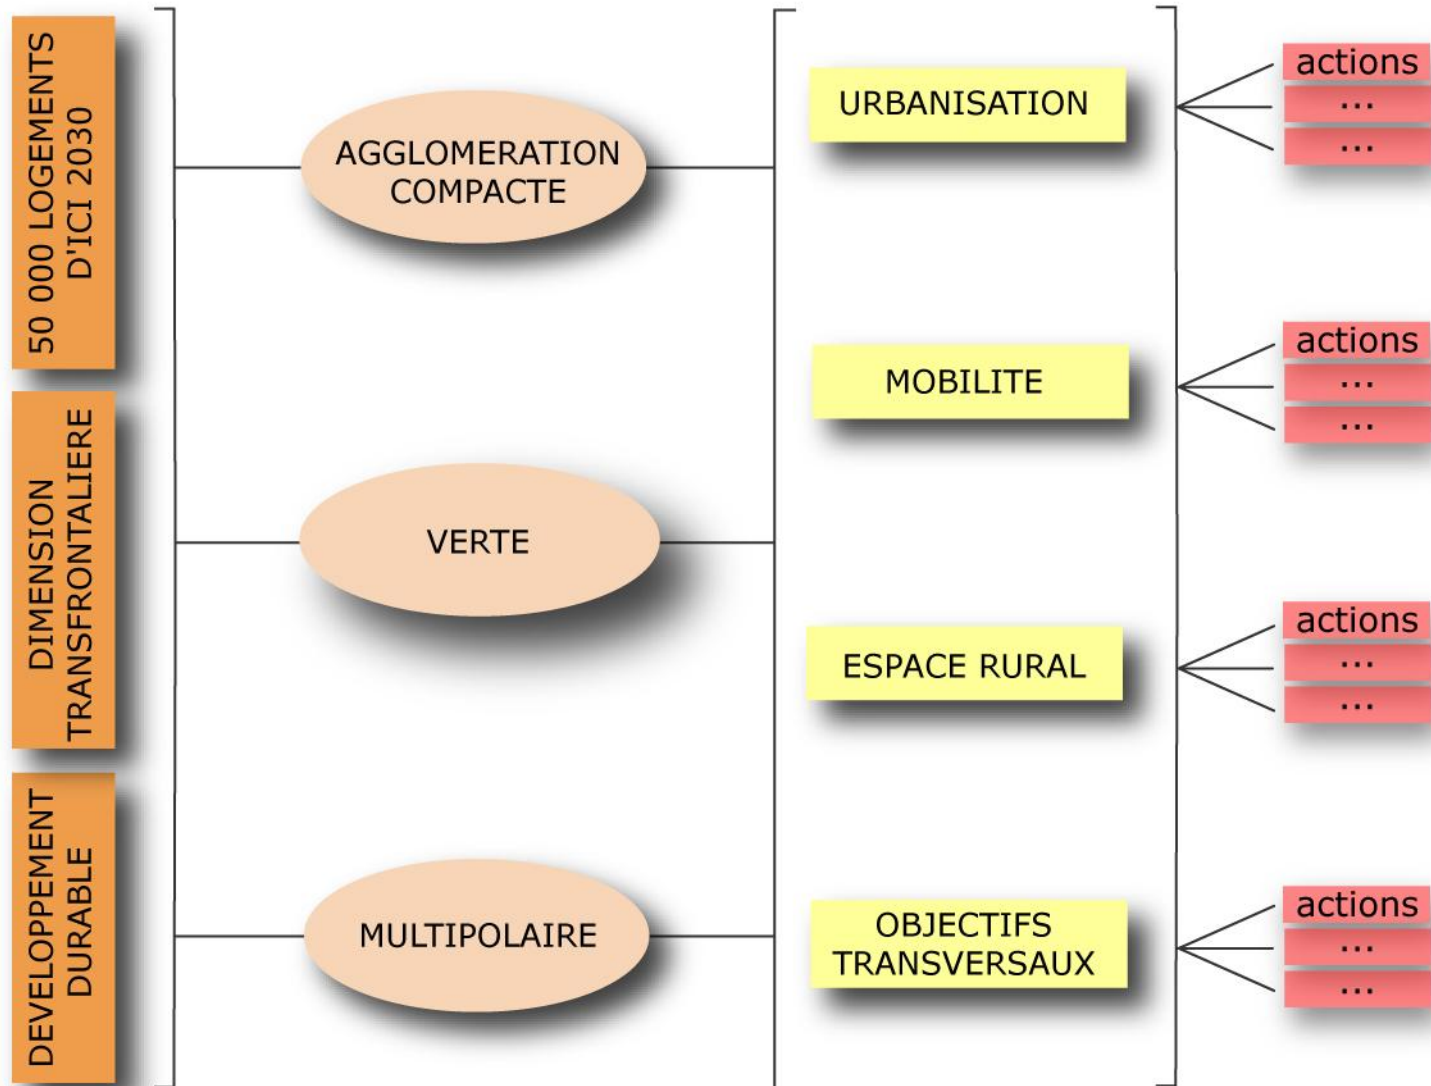 50 000 LOGEMENTS
D'ICI 2030
DIMENSION
TRANSFRONTALIERE
DEVELOPPEMENT
DURABLE
AGGLOMERATION
COMPACTE
VERTE
MULTIPOLAIRE
URBANISATION
MOBILITE
ESPACE RURAL
OBJECTIFS
TRANSVERSAUX
actions
...
...
actions
...
...
actions
...
...
actions
...
...